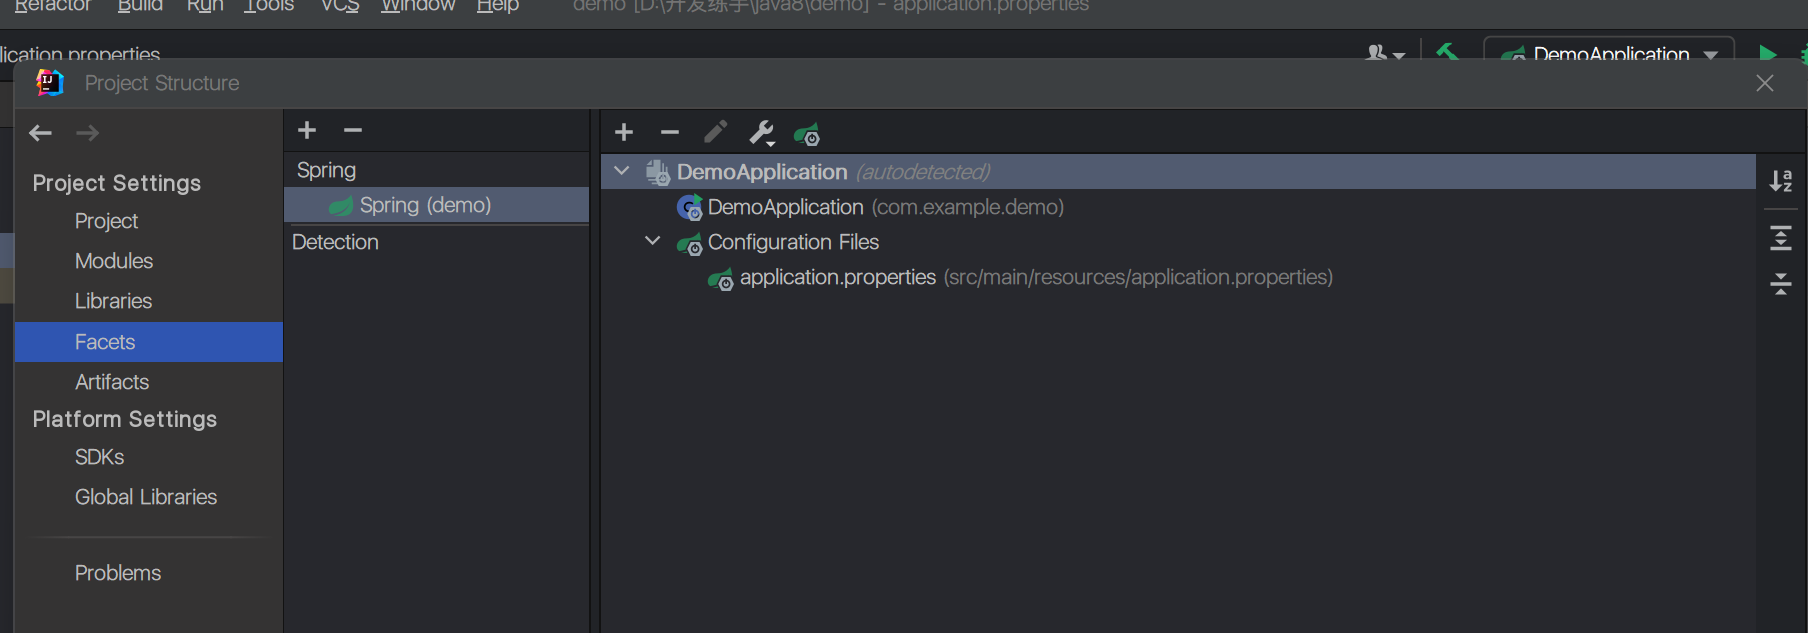 Refactor Build Run Tools VCS Window Help demo [D:\开发练手\java8\demo] - application.properties
lication.properties DemoApplication
Project Structure
Project Settings
Project
Modules
Libraries
Facets
Artifacts
Platform Settings
SDKs
Global Libraries
Problems
Spring
Spring (demo)
Detection
DemoApplication (autodetected)
DemoApplication (com.example.demo)
Configuration Files
application.properties (src/main/resources/application.properties)